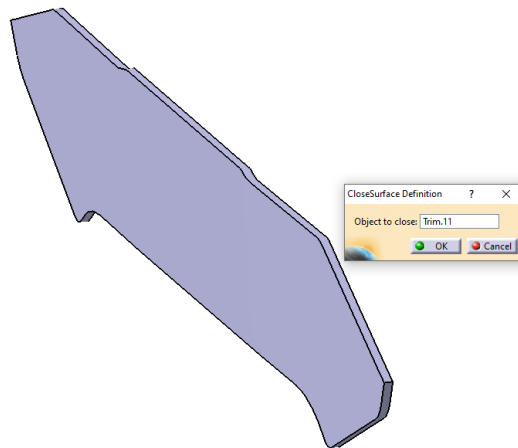 CloseSurface Definition ? ×
Object to close: Trim.11
OK Cancel